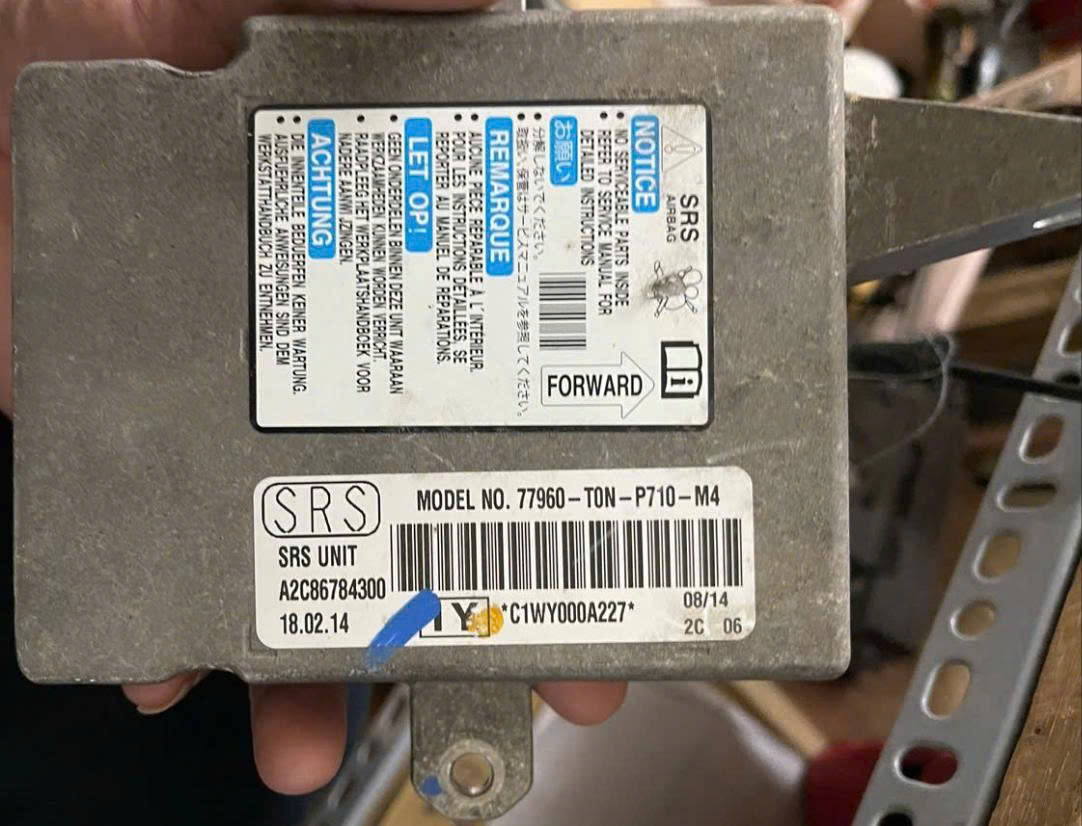 SRS
AIRBAG
NOTICE
• NO SERVICABLE PARTS INSIDE
• REFER TO SERVICE MANUAL FOR
DETAILED INSTRUCTIONS
お願い
• 分解しないでください。
• 取扱い、保管はサービスマニュアルを参照してください。
FORWARD
REMARQUE
• AUCUNE PIECE REPARABLE À L'INTERIEUR.
• POUR LES INSTRUCTIONS DÉTAILLÉES, SE
REPORTER AU MANUEL DE REPARATIONS.
LET OP!
• GEEN ONDERDELEN BINNEN DEZE UNIT WAARAAN
WERKZAAMHEDEN KUNNEN WORDEN VERRICHT.
• RAADPLEEG HET WERKPLAATSHANDBOEK VOOR
NADERE AANWIJZINGEN.
ACHTUNG
• DIE INNENTEILE BEDUERFEN KEINER WARTUNG.
• AUSFUEHRLICHE ANWEISUNGEN SIND DEM
WERKSTATTHANDBUCH ZU ENTNEHMEN.
SRS
MODEL NO. 77960-T0N-P710-M4
SRS UNIT
A2C86784300
18.02.14
Y
*C1WY000A227*
08/14
2C 06